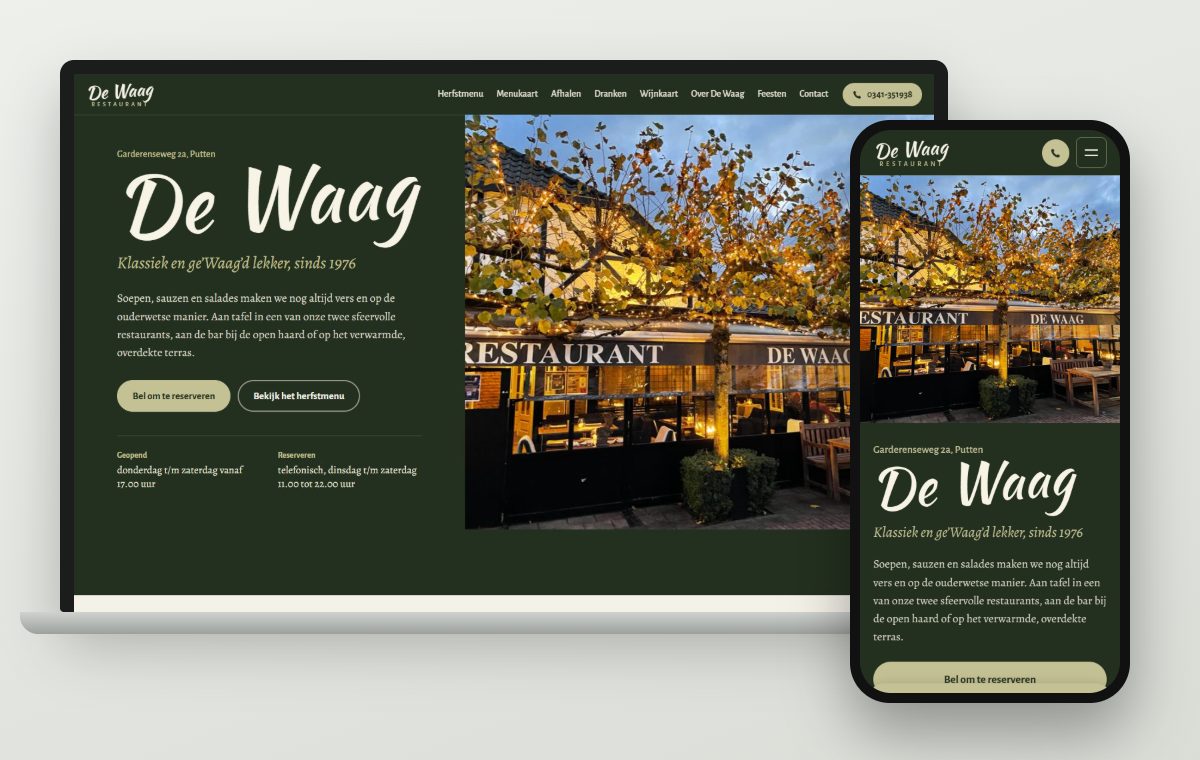 De Waag
RESTAURANT
Herfstmenu Menukaart Afhalen Dranken Wijnkaart Over De Waag Feesten Contact 0341-351938
Garderenseweg 2a, Putten
De Waag
Klassiek en ge'Waag'd lekker, sinds 1976
Soepen, sauzen en salades maken we nog altijd vers en op de
ouderwetse manier. Aan tafel in een van onze twee sfeervolle
restaurants, aan de bar bij de open haard of op het verwarmde,
overdekte terras.
Bel om te reserveren Bekijk het herfstmenu
Geopend
donderdag t/m zaterdag vanaf
17.00 uur
Reserveren
telefonisch, dinsdag t/m zaterdag
11.00 tot 22.00 uur
RESTAURANT DE WAAG
De Waag
RESTAURANT
ESTAURANT DE WAAG
Garderenseweg 2a, Putten
De Waag
Klassiek en ge'Waag'd lekker, sinds 1976
Soepen, sauzen en salades maken we nog altijd
vers en op de ouderwetse manier. Aan tafel in een
van onze twee sfeervolle restaurants, aan de bar bij
de open haard of op het verwarmde, overdekte
terras.
Bel om te reserveren